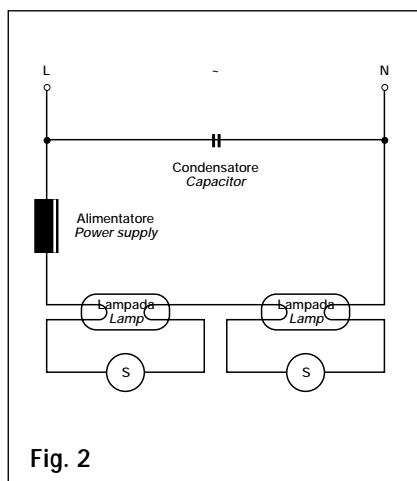 L ~ N
Condensatore
Capacitor
Alimentatore
Power supply
Lampada Lampada
Lamp Lamp
S S
Fig. 2